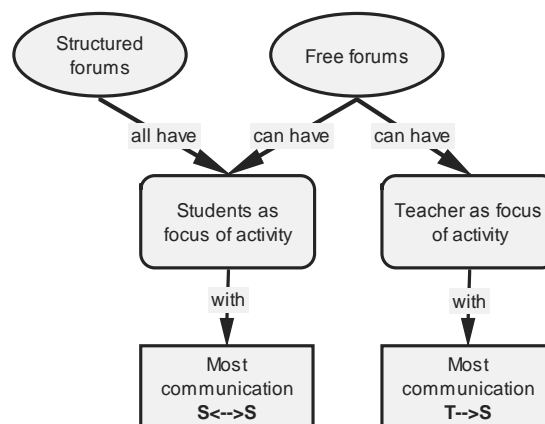 Structured
forums
Free forums
all have
can have
can have
Students as
focus of activity
Teacher as focus
of activity
with
with
Most
communication
S<-->S
Most
communication
T-->S